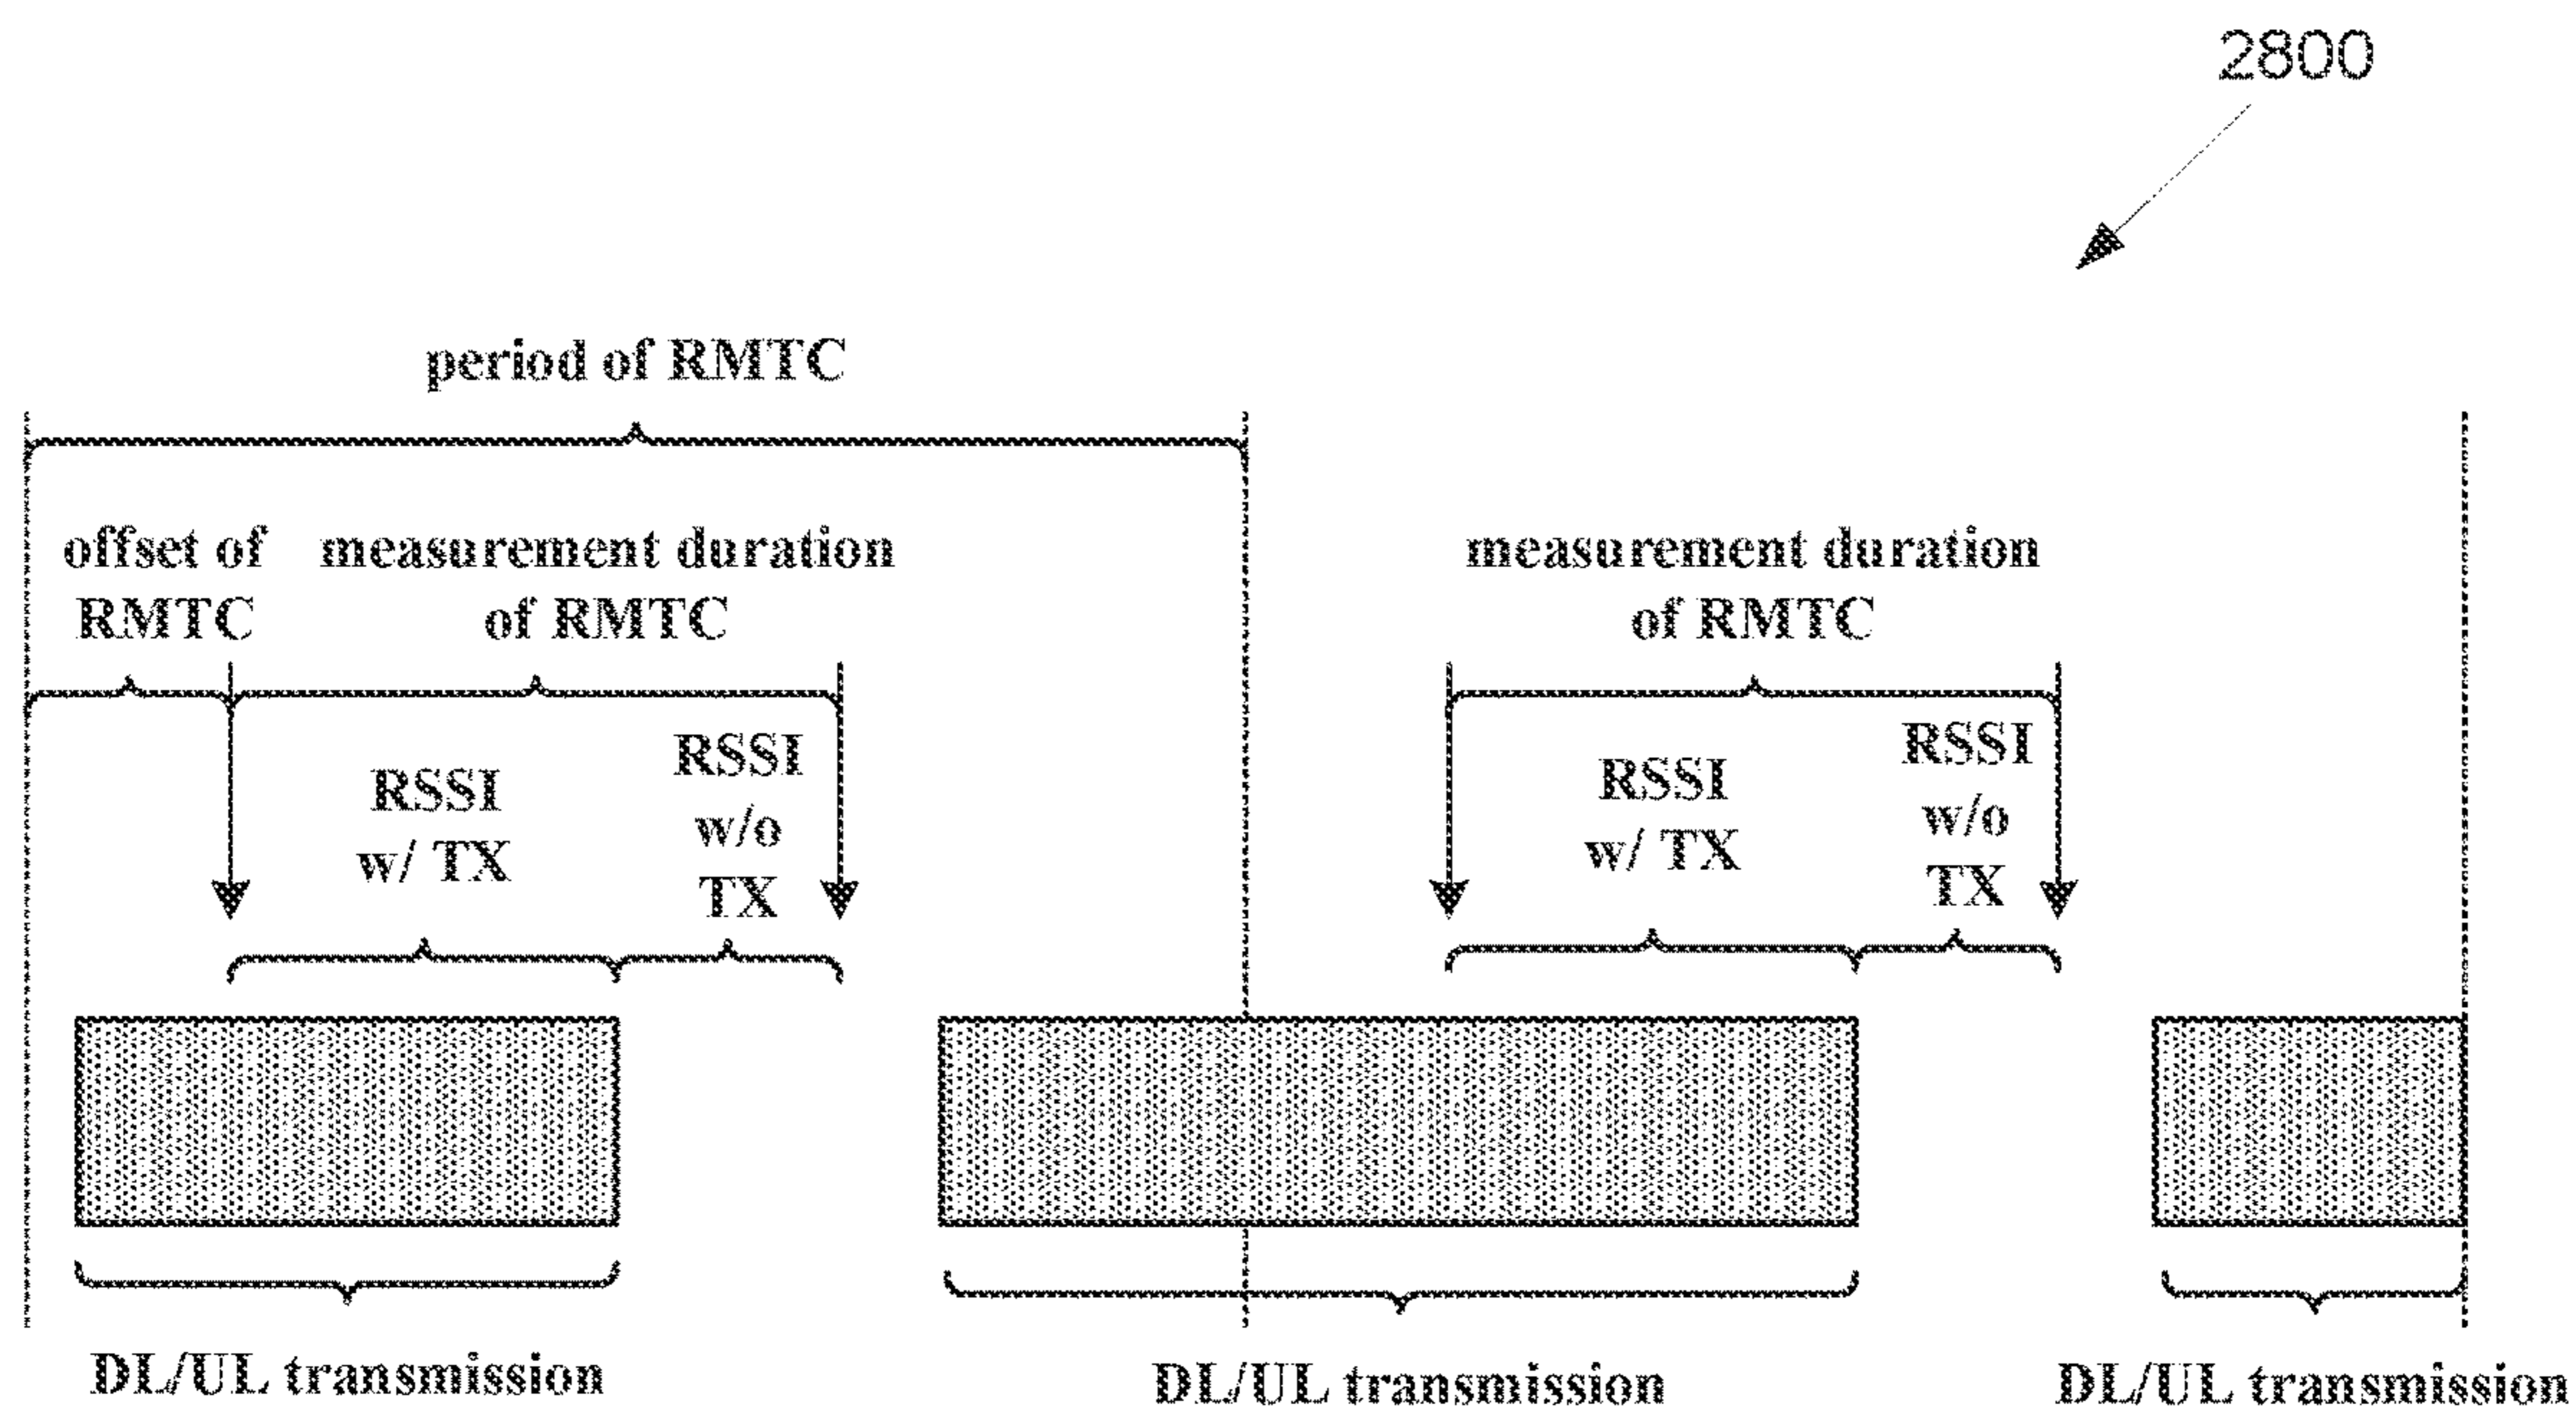 2800
period of RMTC
offset of
RMTC
measurement duration
of RMTC
measurement duration
of RMTC
RSSI
w/ TX
RSSI
w/o
TX
RSSI
w/ TX
RSSI
w/o
TX
DL/UL transmission
DL/UL transmission
DL/UL transmission